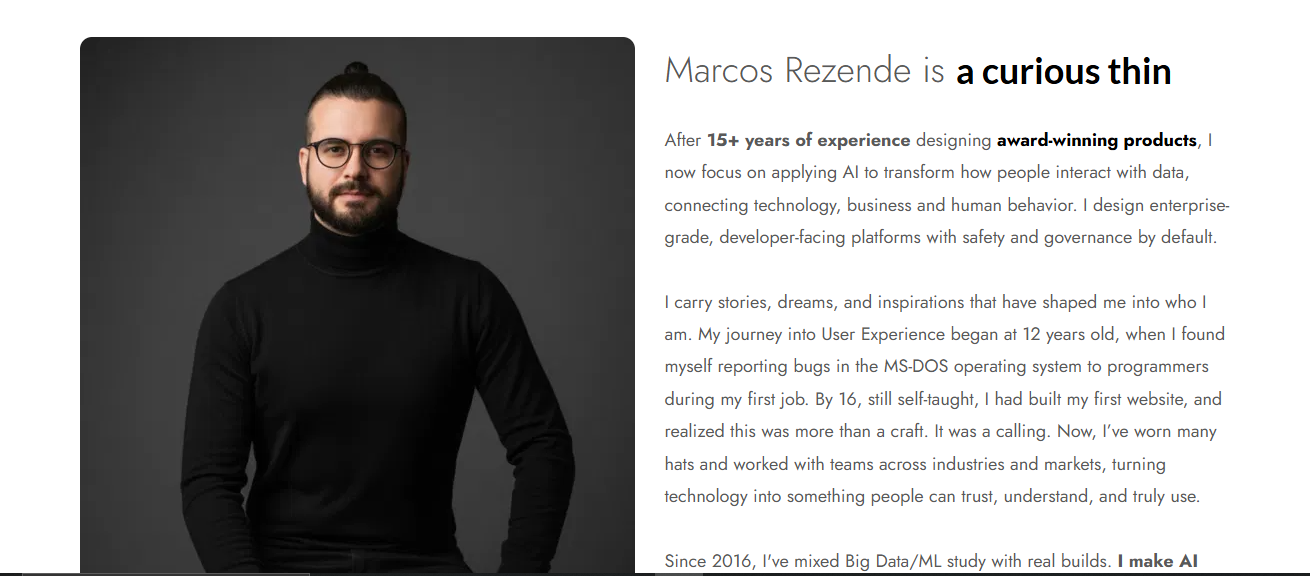 Marcos Rezende is a curious thin
After 15+ years of experience designing award-winning products, I
now focus on applying AI to transform how people interact with data,
connecting technology, business and human behavior. I design enterprise-
grade, developer-facing platforms with safety and governance by default.
I carry stories, dreams, and inspirations that have shaped me into who I
am. My journey into User Experience began at 12 years old, when I found
myself reporting bugs in the MS-DOS operating system to programmers
during my first job. By 16, still self-taught, I had built my first website, and
realized this was more than a craft. It was a calling. Now, I’ve worn many
hats and worked with teams across industries and markets, turning
technology into something people can trust, understand, and truly use.
Since 2016, I've mixed Big Data/ML study with real builds. I make AI